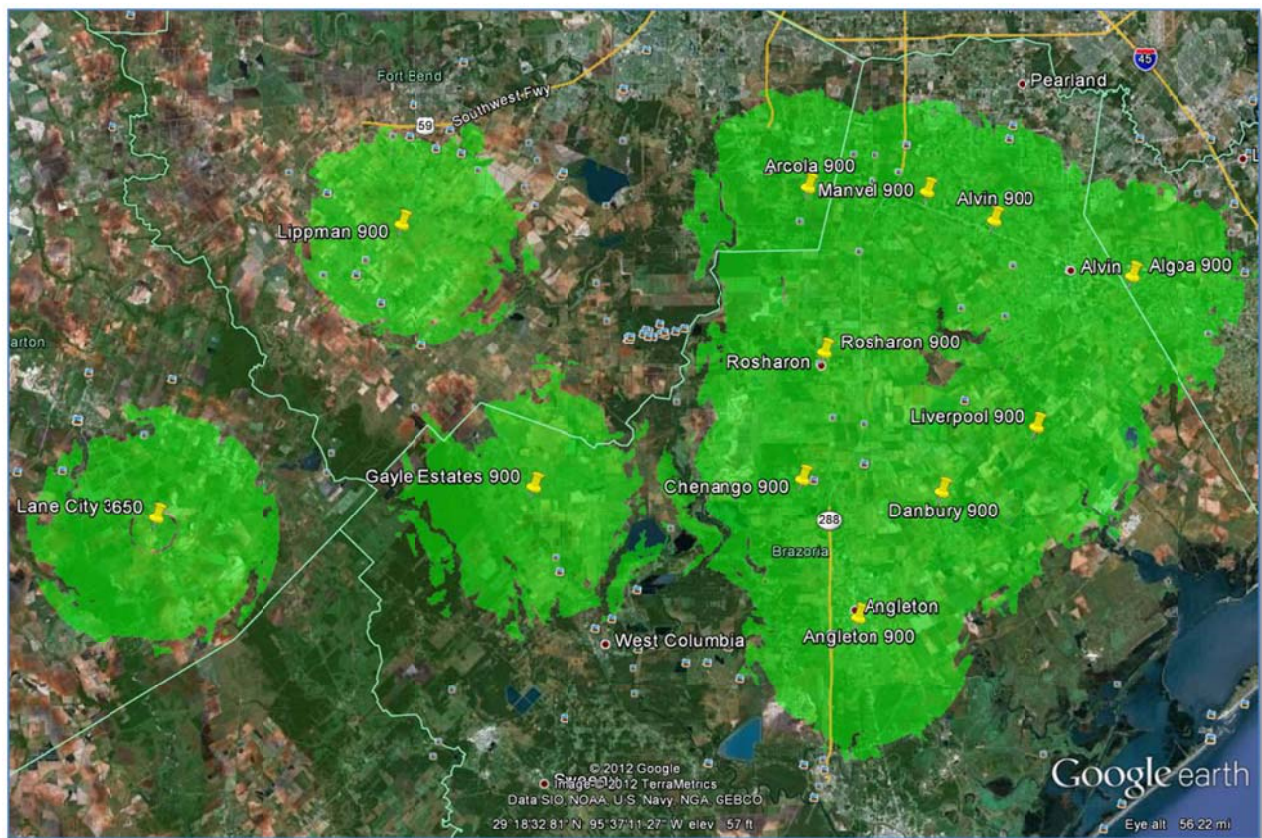 Pearland
45
Fort Bend
Southwest Fwy
59
Arcola 900
Manvel 900
Alvin 900
Lippman 900
Alvin
Algoa 900
arton
Rosharon 900
Rosharon
Liverpool 900
Gayle Estates 900
Chenango 900
Lane City 3650
Danbury 900
288
Brazoria
Angleton
Angleton 900
West Columbia
© 2012 Google
Image © 2012 TerraMetrics
Data SIO, NOAA, U.S. Navy, NGA, GEBCO
Google earth
29°18'32.81" N 95°37'11.27" W elev 57 ft
Eye alt 56.22 mi